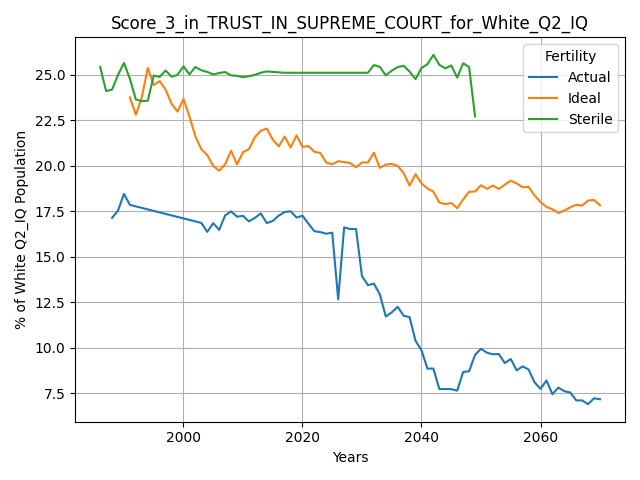 Score_3_in_TRUST_IN_SUPREME_COURT_for_White_Q2_IQ
Fertility
Actual
Ideal
Sterile
% of White Q2_IQ Population
25.0
22.5
20.0
17.5
15.0
12.5
10.0
7.5
2000 2020 2040 2060
Years